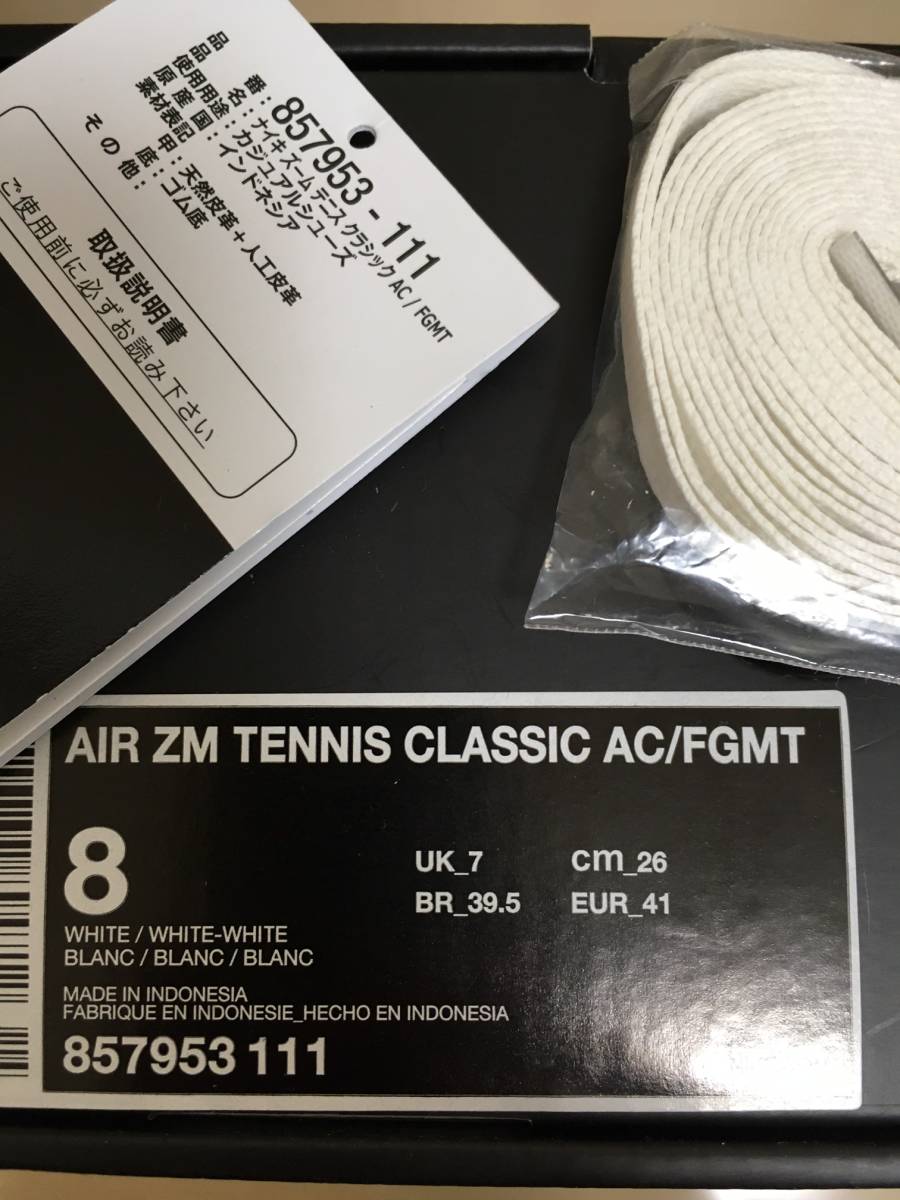 品　番：857953-111
品　名：ナイキ ズーム テニス クラシック AC / FGMT
使用用途：カジュアルシューズ
原産国：インドネシア
素材表記　甲：天然皮革＋人工皮革
底：ゴム底
その他：
取扱説明書
ご使用前に必ずお読み下さい
AIR ZM TENNIS CLASSIC AC/FGMT
8
UK_7 cm_26
BR_39.5 EUR_41
WHITE / WHITE-WHITE
BLANC / BLANC / BLANC
MADE IN INDONESIA
FABRIQUE EN INDONESIE_HECHO EN INDONESIA
857953 111